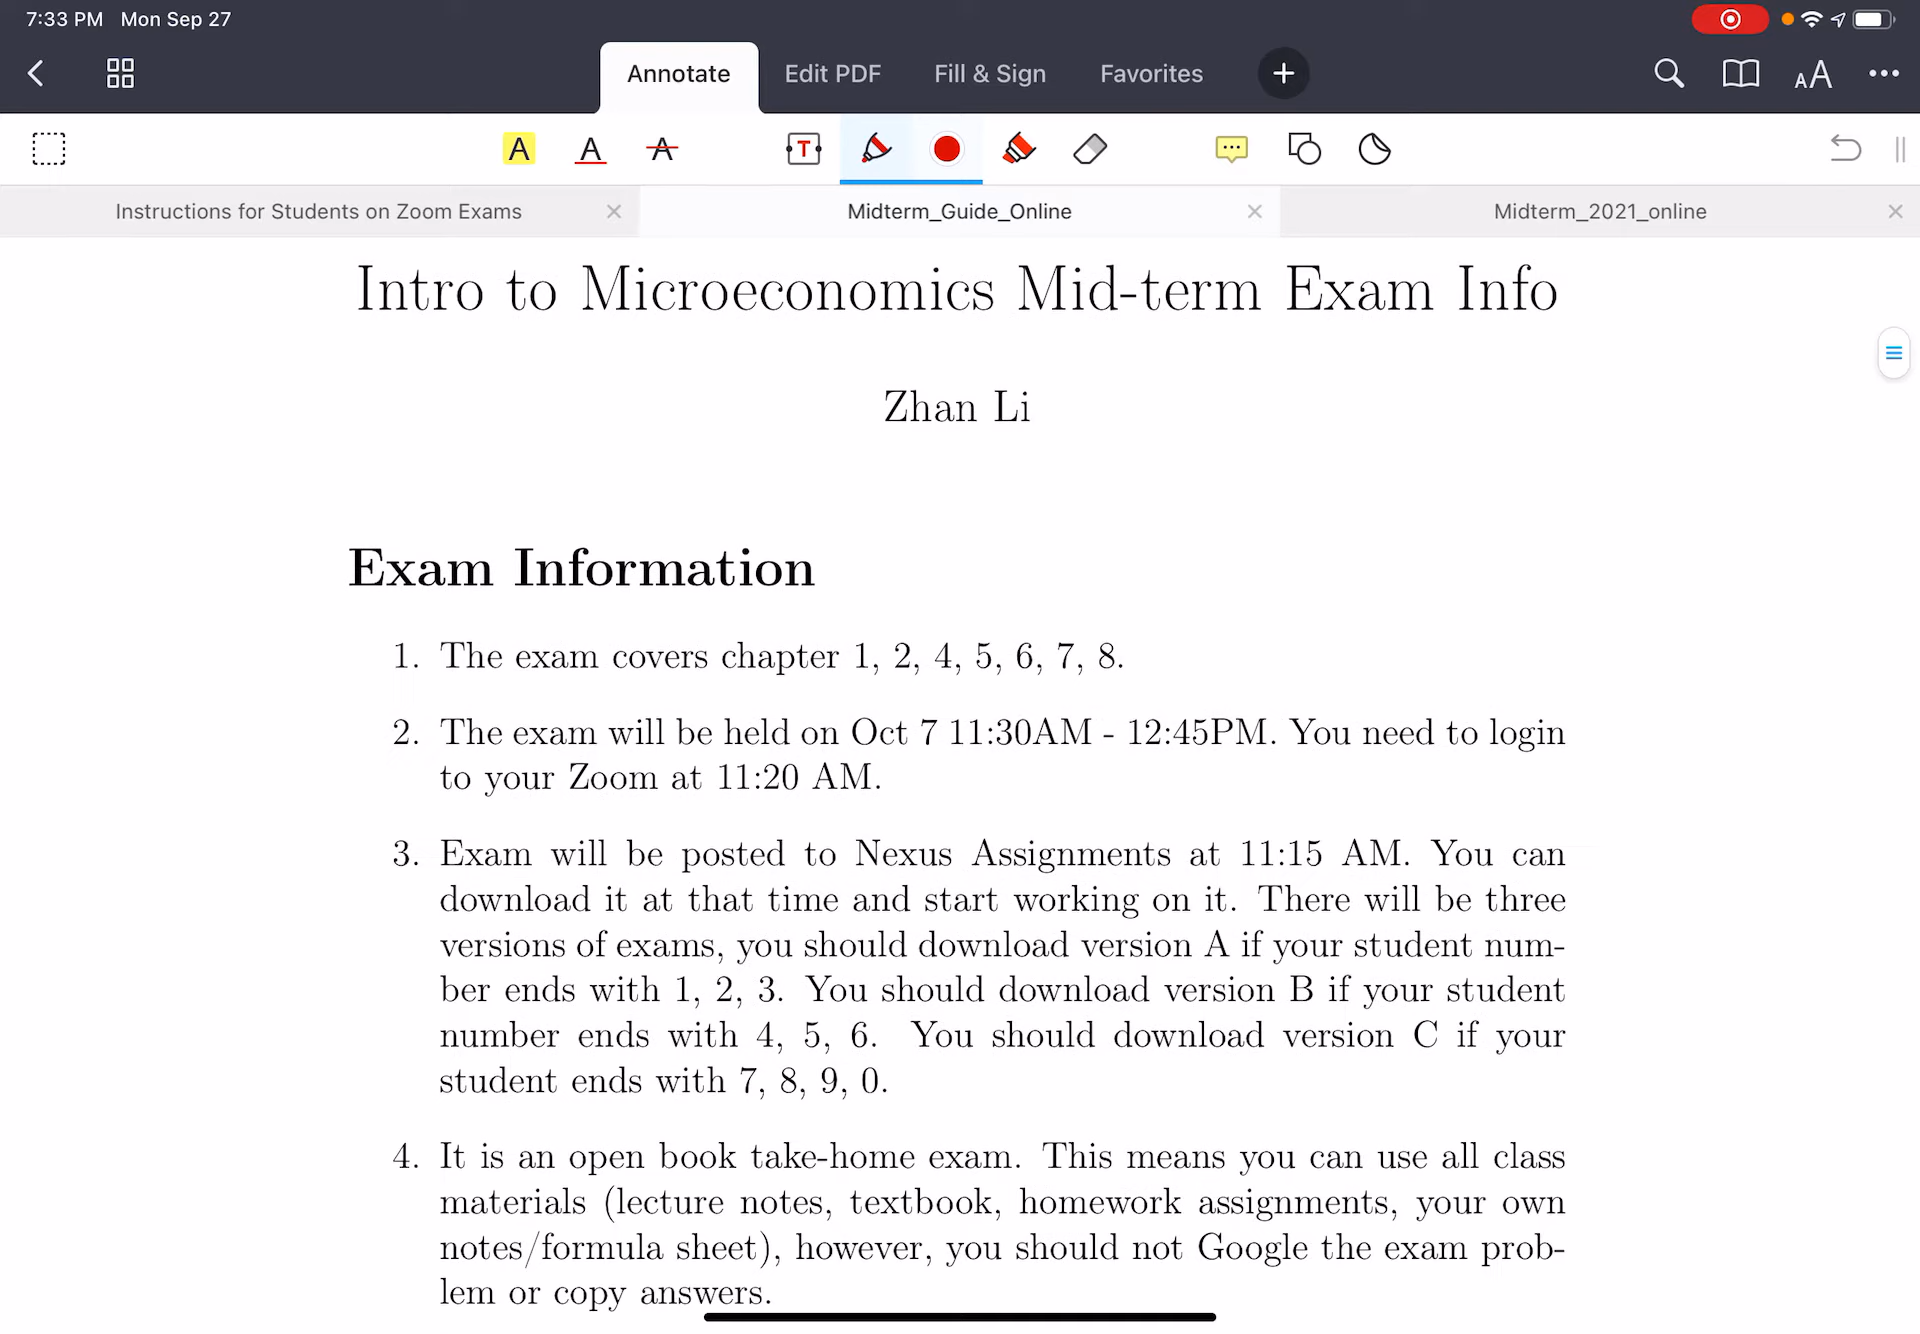 7:33 PM Mon Sep 27
Annotate Edit PDF Fill & Sign Favorites
AA
A A A T
Instructions for Students on Zoom Exams Midterm_Guide_Online Midterm_2021_online
Intro to Microeconomics Mid-term Exam Info
Zhan Li
Exam Information
1. The exam covers chapter 1, 2, 4, 5, 6, 7, 8.
2. The exam will be held on Oct 7 11:30AM - 12:45PM. You need to login
to your Zoom at 11:20 AM.
3. Exam will be posted to Nexus Assignments at 11:15 AM. You can
download it at that time and start working on it. There will be three
versions of exams, you should download version A if your student num-
ber ends with 1, 2, 3. You should download version B if your student
number ends with 4, 5, 6. You should download version C if your
student ends with 7, 8, 9, 0.
4. It is an open book take-home exam. This means you can use all class
materials (lecture notes, textbook, homework assignments, your own
notes/formula sheet), however, you should not Google the exam prob-
lem or copy answers.